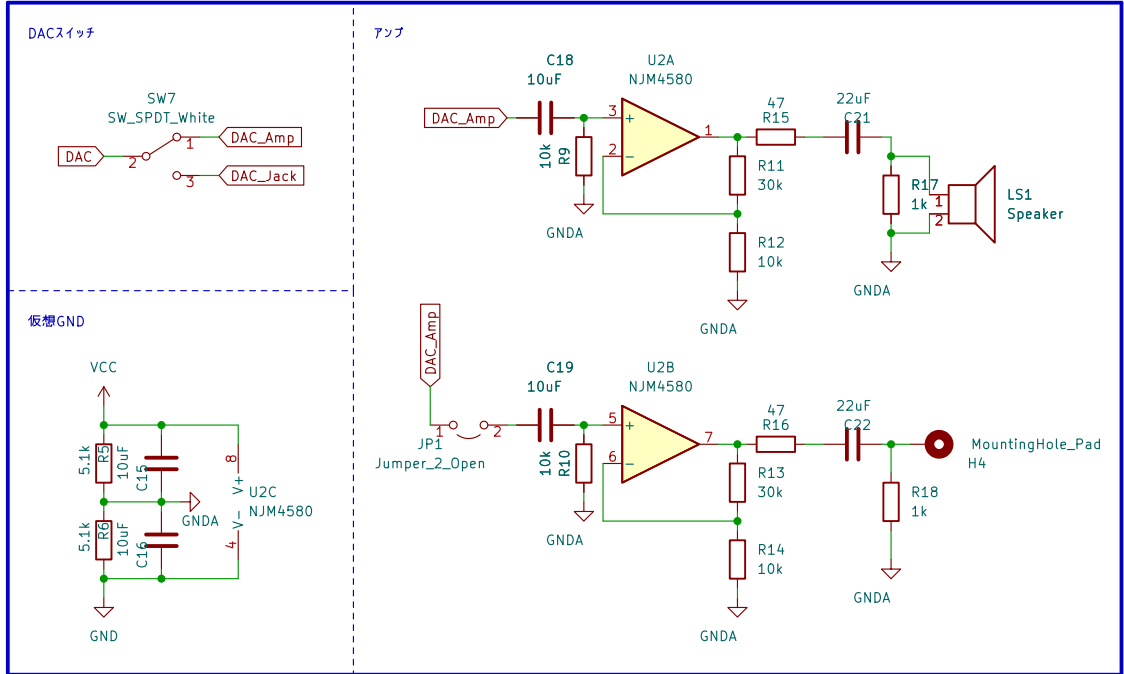 DACスイッチ
SW7
SW_SPDT_White
DAC
2
1
DAC_Amp
3
DAC_Jack
仮想GND
VCC
5.1k
R5
10uF
C15
8
V+
GNDA
U2C
NJM4580
5.1k
R6
10uF
C16
V-
4
GND
アンプ
DAC_Amp
C18
10uF
10k
R9
GNDA
U2A
NJM4580
3
+
2
-
1
47
R15
22uF
C21
R11
30k
R12
10k
GNDA
R17
1k
1
2
LS1
Speaker
GNDA
DAC_Amp
1
2
JP1
Jumper_2_Open
C19
10uF
10k
R10
GNDA
U2B
NJM4580
5
+
6
-
7
47
R16
22uF
C22
R13
30k
R14
10k
GNDA
MountingHole_Pad
H4
R18
1k
GNDA